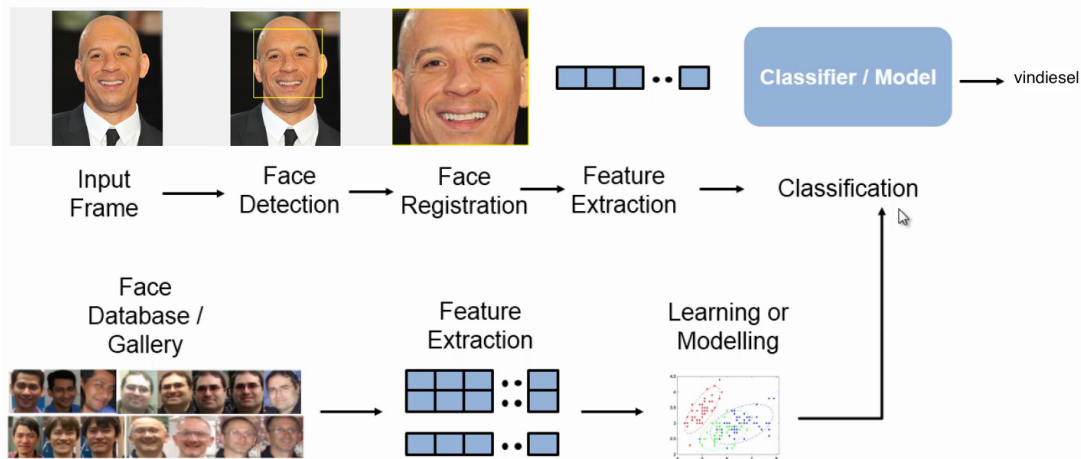 Classifier / Model
vindiesel
Input
Frame
Face
Detection
Face
Registration
Feature
Extraction
Classification
Face
Database /
Gallery
Feature
Extraction
Learning or
Modelling